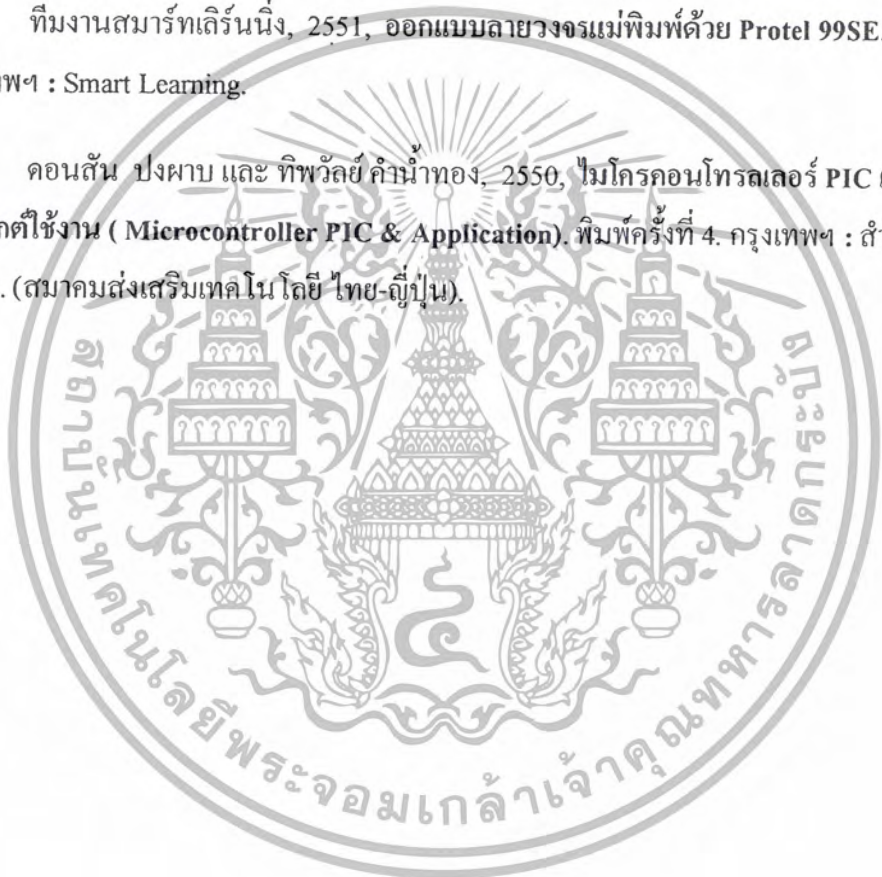 ทีมงานสมาร์ทเลิร์นนิ่ง, 2551, ออกแบบลายวงจรแม่พิมพ์ด้วย Protel 99SE.
ทพฯ : Smart Learning.
ดอนสัน ปงผาบ และ ทิพวัลย์ คำน้ำทอง, 2550, ไมโครคอนโทรลเลอร์ PIC
กต์ใช้งาน ( Microcontroller PIC & Application). พิมพ์ครั้งที่ 4. กรุงเทพฯ : สำ
. (สมาคมส่งเสริมเทคโนโลยี ไทย-ญี่ปุ่น).
สถาบันเทคโนโลยีพระจอมเกล้าเจ้าคุณทหารลาดกระบัง